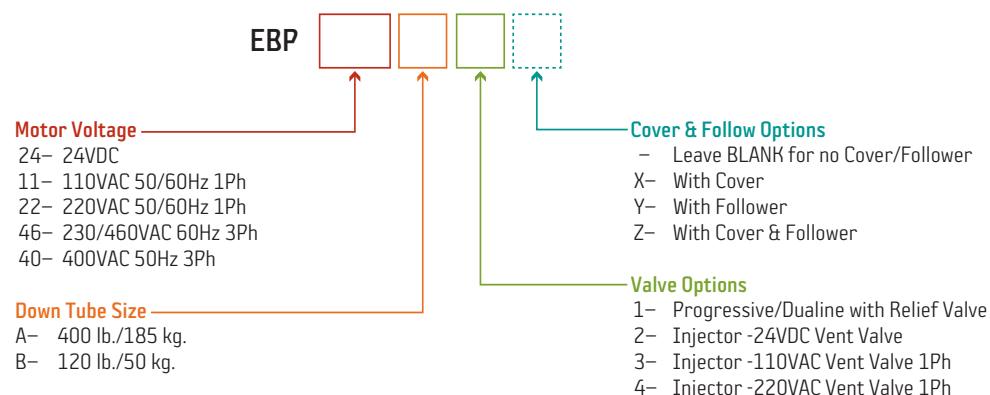 EBP
Motor Voltage
24– 24VDC
11– 110VAC 50/60Hz 1Ph
22– 220VAC 50/60Hz 1Ph
46– 230/460VAC 60Hz 3Ph
40– 400VAC 50Hz 3Ph
Down Tube Size
A– 400 lb./185 kg.
B– 120 lb./50 kg.
Cover & Follow Options
– Leave BLANK for no Cover/Follower
X– With Cover
Y– With Follower
Z– With Cover & Follower
Valve Options
1– Progressive/Dualine with Relief Valve
2– Injector -24VDC Vent Valve
3– Injector -110VAC Vent Valve 1Ph
4– Injector -220VAC Vent Valve 1Ph